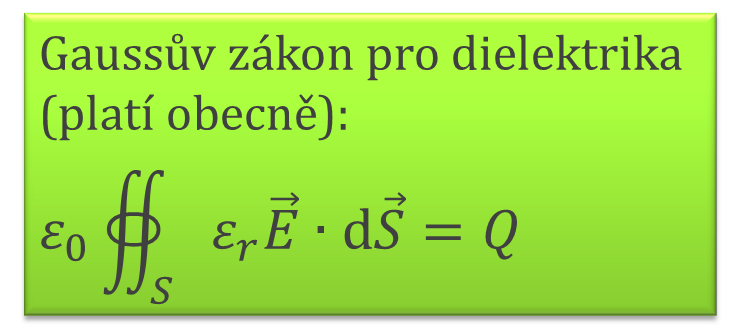 Gaussův zákon pro dielektrika
(platí obecně):
ε₀ ∯_S ε_r E⃗ · dS⃗ = Q